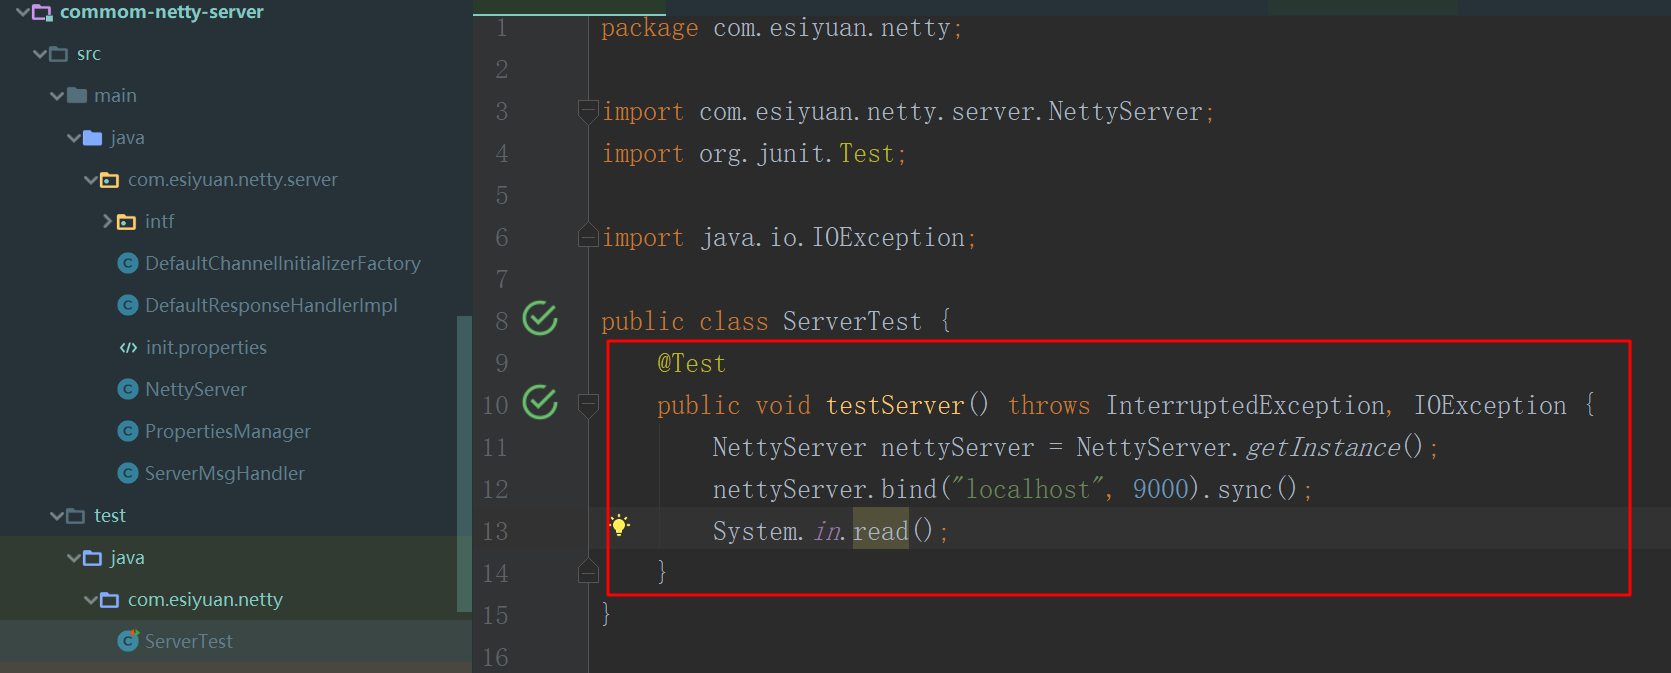 commom-netty-server
src
main
java
com.esiyuan.netty.server
intf
DefaultChannelInitializerFactory
DefaultResponseHandlerImpl
init.properties
NettyServer
PropertiesManager
ServerMsgHandler
test
java
com.esiyuan.netty
ServerTest
1 package com.esiyuan.netty;
2
3 import com.esiyuan.netty.server.NettyServer;
4 import org.junit.Test;
5
6 import java.io.IOException;
7
8 public class ServerTest {
9 @Test
10 public void testServer() throws InterruptedException, IOException {
11 NettyServer nettyServer = NettyServer.getInstance();
12 nettyServer.bind("localhost", 9000).sync();
13 System.in.read();
14 }
15 }
16